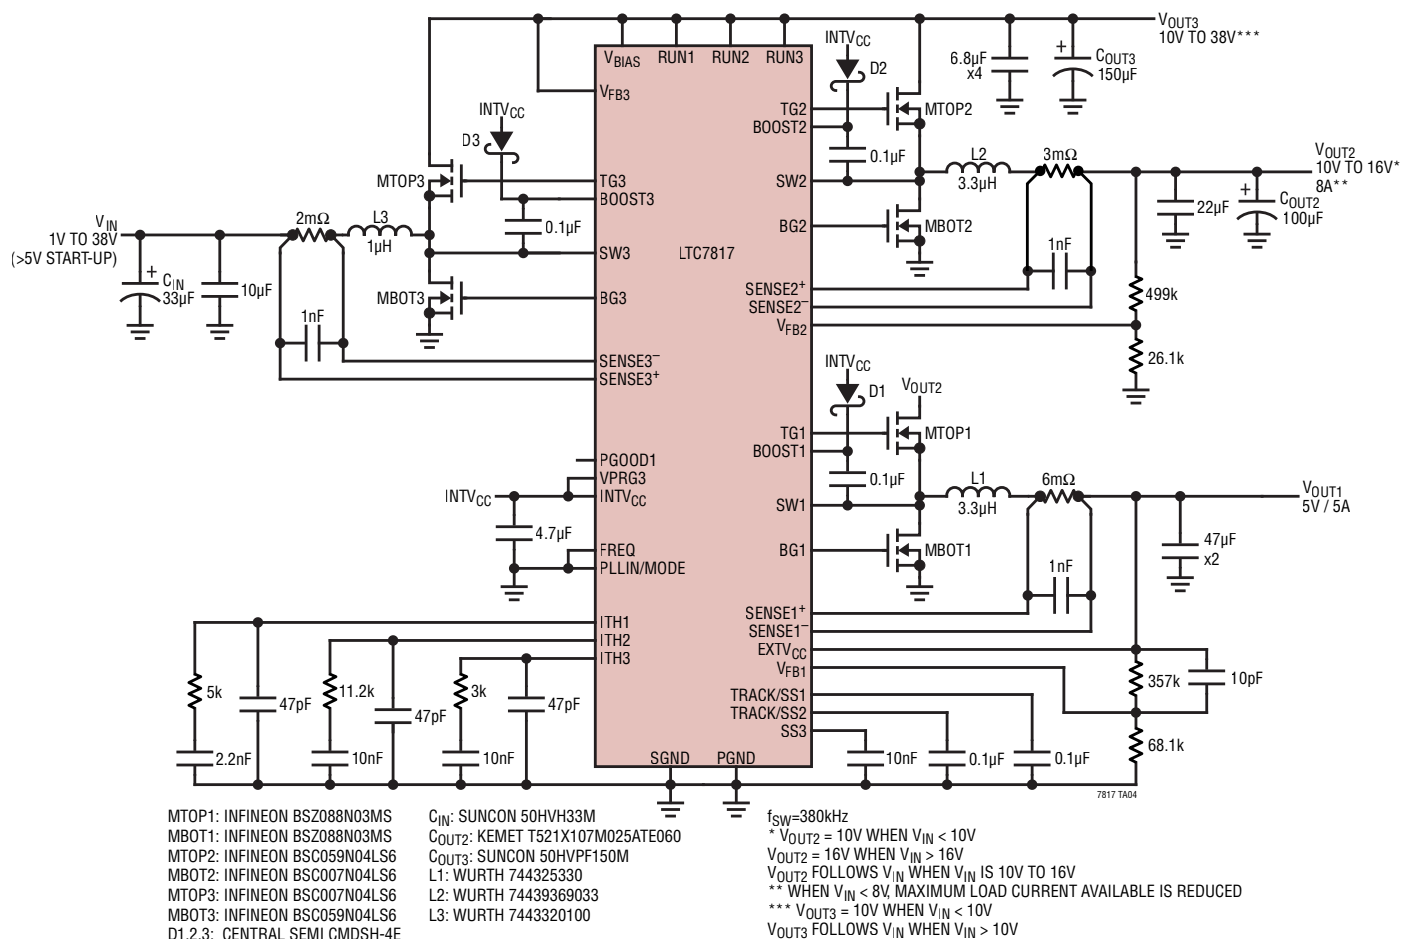 VOUT3
10V TO 38V***
VBIAS RUN1 RUN2 RUN3
INTVCC
D2
6.8µF
x4
COUT3
150µF
+
VFB3
INTVCC
D3
TG2
BOOST2
MTOP2
0.1µF
MTOP3
TG3
BOOST3
0.1µF
SW2
L2
3.3µH
3mΩ
VOUT2
10V TO 16V*
8A**
22µF
+
COUT2
100µF
VIN
1V TO 38V
(>5V START-UP)
2mΩ
L3
1µH
SW3
LTC7817
BG2
MBOT2
1nF
+
CIN
33µF
10µF
MBOT3
BG3
SENSE2+
SENSE2–
VFB2
499k
26.1k
1nF
SENSE3–
SENSE3+
INTVCC
D1
VOUT2
TG1
BOOST1
MTOP1
0.1µF
PGOOD1
VPRG3
INTVCC
INTVCC
4.7µF
SW1
L1
3.3µH
6mΩ
VOUT1
5V / 5A
47µF
x2
FREQ
PLLIN/MODE
BG1
MBOT1
1nF
SENSE1+
SENSE1–
EXTVCC
VFB1
357k
10pF
68.1k
ITH1
ITH2
ITH3
5k
47pF
11.2k
47pF
3k
47pF
2.2nF
10nF
10nF
TRACK/SS1
TRACK/SS2
SS3
SGND PGND
10nF
0.1µF
0.1µF
7817 TA04
MTOP1: INFINEON BSZ088N03MS
MBOT1: INFINEON BSZ088N03MS
MTOP2: INFINEON BSC059N04LS6
MBOT2: INFINEON BSC007N04LS6
MTOP3: INFINEON BSC007N04LS6
MBOT3: INFINEON BSC059N04LS6
D1,2,3: CENTRAL SEMI CMDSH-4E
CIN: SUNCON 50HVH33M
COUT2: KEMET T521X107M025ATE060
COUT3: SUNCON 50HVPF150M
L1: WURTH 744325330
L2: WURTH 74439369033
L3: WURTH 7443320100
fSW=380kHz
* VOUT2 = 10V WHEN VIN < 10V
VOUT2 = 16V WHEN VIN > 16V
VOUT2 FOLLOWS VIN WHEN VIN IS 10V TO 16V
** WHEN VIN < 8V, MAXIMUM LOAD CURRENT AVAILABLE IS REDUCED
*** VOUT3 = 10V WHEN VIN < 10V
VOUT3 FOLLOWS VIN WHEN VIN > 10V